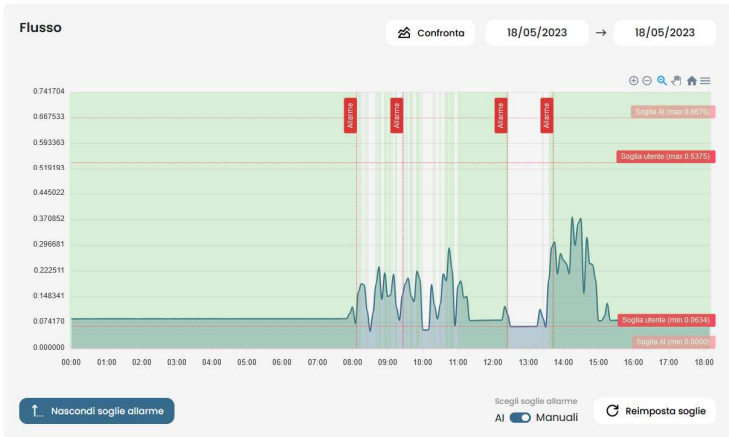 Flusso
Confronta
18/05/2023 → 18/05/2023
0.741704
0.667533
0.593363
0.519193
0.445022
0.370852
0.296681
0.222511
0.148341
0.074170
0.000000
Allarme
Allarme
Allarme
Allarme
Soglia AI (max 0.6676)
Soglia utente (max 0.5375)
Soglia utente (min 0.0634)
Soglia AI (min 0.0000)
00:00 01:00 02:00 03:00 04:00 05:00 06:00 07:00 08:00 09:00 10:00 11:00 12:00 13:00 14:00 15:00 16:00 17:00 18:00
Nascondi soglie allarme
Scegli soglie allarme
AI Manuali
Reimposta soglie